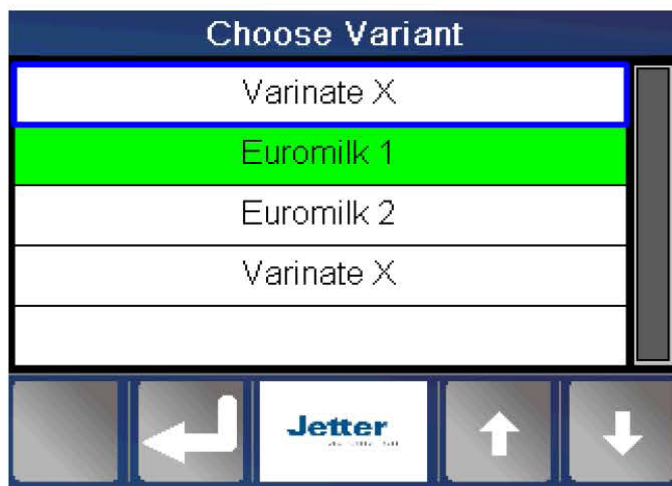 Choose Variant
Varinate X
Euromilk 1
Euromilk 2
Varinate X
Jetter